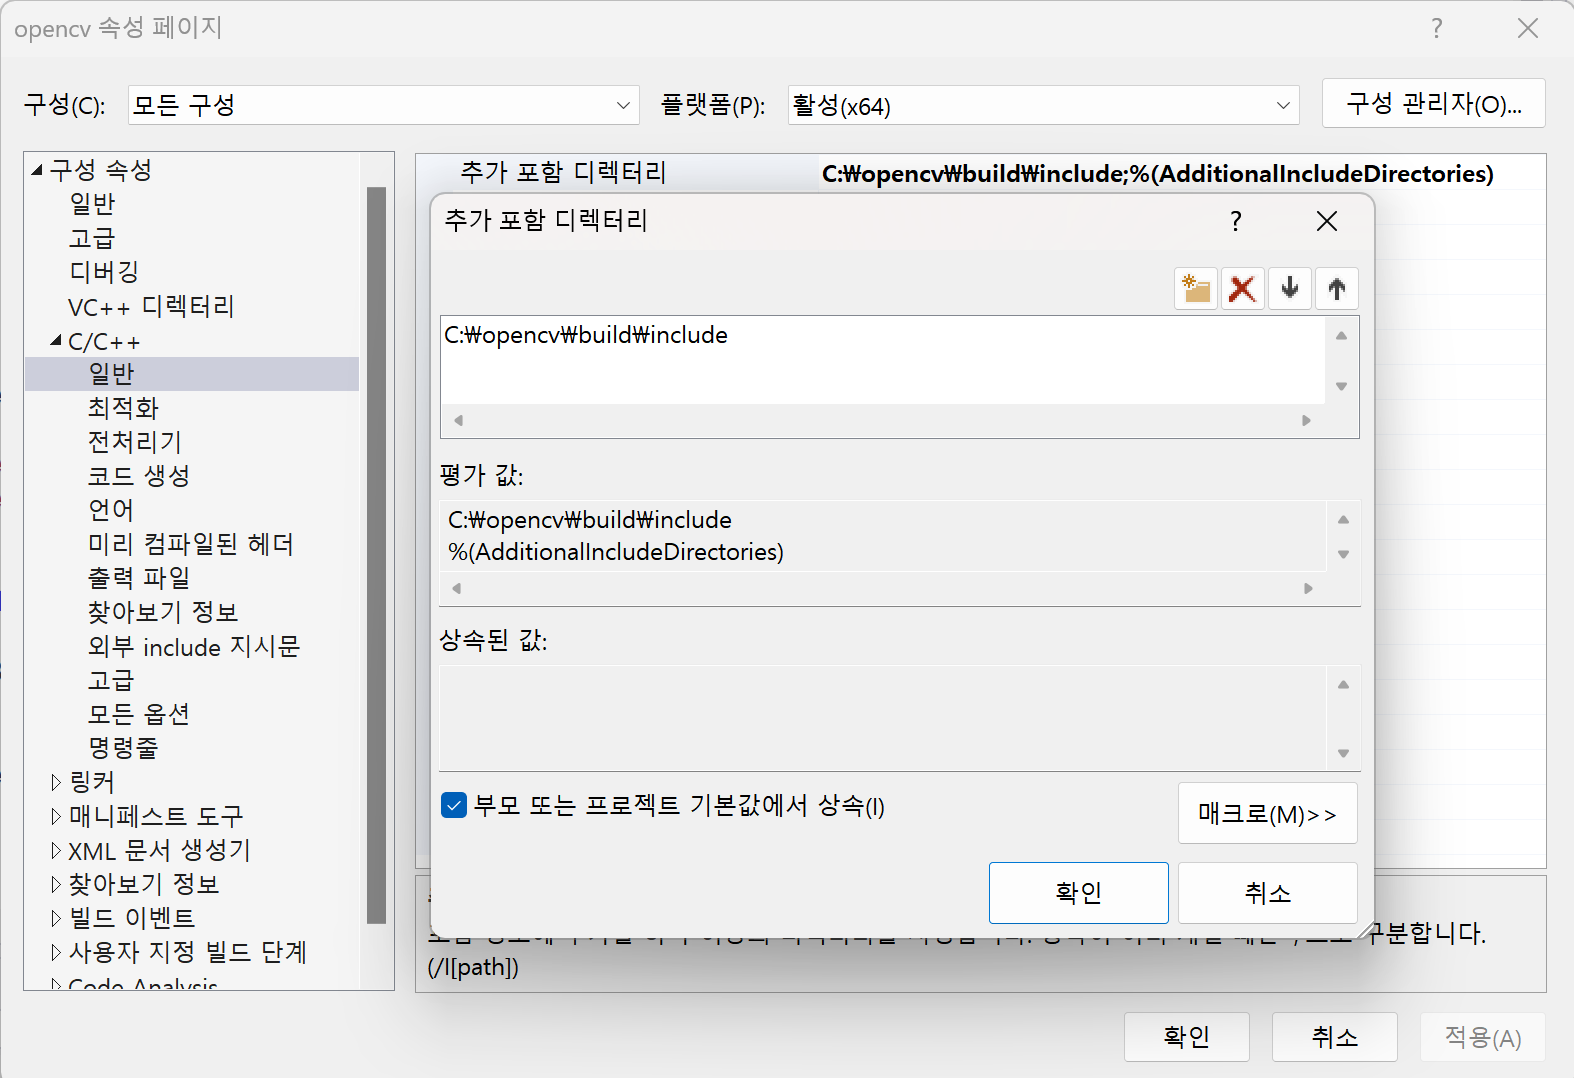 opencv 속성 페이지
?
구성(C):
모든 구성
플랫폼(P):
활성(x64)
구성 관리자(O)...
구성 속성
일반
고급
디버깅
VC++ 디렉터리
C/C++
일반
최적화
전처리기
코드 생성
언어
미리 컴파일된 헤더
출력 파일
찾아보기 정보
외부 include 지시문
고급
모든 옵션
명령줄
링커
매니페스트 도구
XML 문서 생성기
찾아보기 정보
빌드 이벤트
사용자 지정 빌드 단계
Code Analysis
추가 포함 디렉터리
C:₩opencv₩build₩include;%(AdditionalIncludeDirectories)
추가 포함 디렉터리
?
C:₩opencv₩build₩include
평가 값:
C:₩opencv₩build₩include
%(AdditionalIncludeDirectories)
상속된 값:
부모 또는 프로젝트 기본값에서 상속(I)
매크로(M)>>
확인
취소
구분합니다.
(/I[path])
확인
취소
적용(A)